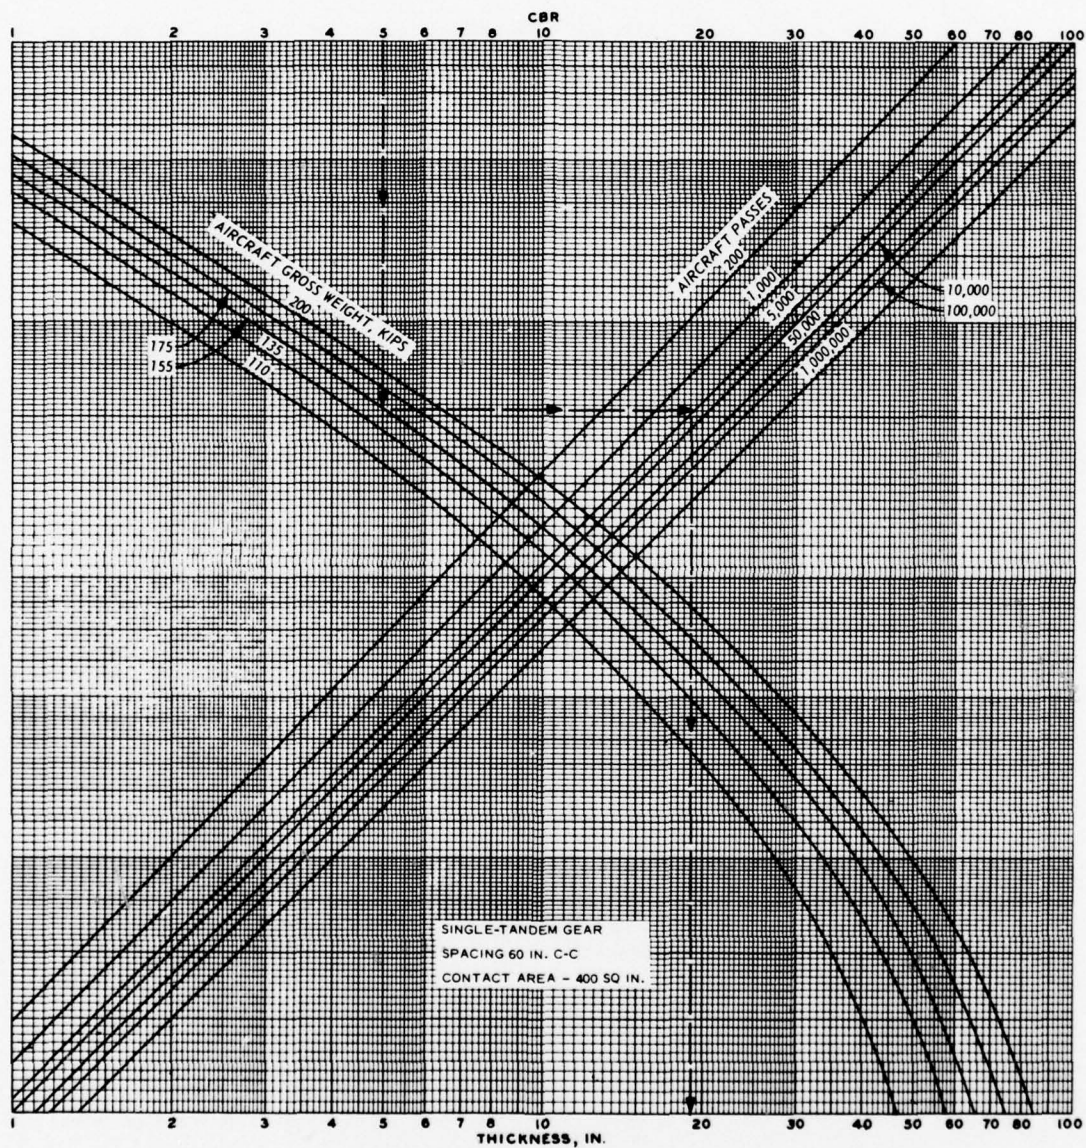 CBR
1 2 3 4 5 6 7 8 10 20 30 40 50 60 70 80 100
AIRCRAFT GROSS WEIGHT, KIPS
200
175
155
135
110
AIRCRAFT PASSES
200
1,000
5,000
50,000
1,000,000
10,000
100,000
SINGLE-TANDEM GEAR
SPACING 60 IN. C-C
CONTACT AREA - 400 SQ IN.
1 2 3 4 5 6 7 8 10 20 30 40 50 60 70 80 100
THICKNESS, IN.